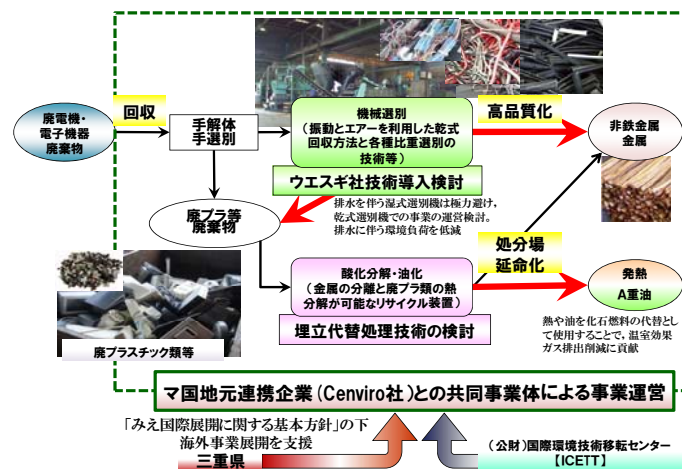 廃電機・
電子機器
廃棄物
回収
手解体
手選別
機械選別
（振動とエアーを利用した乾式
回収方法と各種比重選別の
技術等）
ウエスギ社技術導入検討
高品質化
非鉄金属
金属
排水を伴う湿式選別機は極力避け，
乾式選別機での事業の運営検討。
排水に伴う環境負荷を低減
廃プラ等
廃棄物
酸化分解・油化
（金属の分離と廃プラ類の熱
分解が可能なリサイクル装置）
埋立代替処理技術の検討
処分場
延命化
発熱
A重油
熱や油を化石燃料の代替とし
て使用することで，温室効果
ガス排出削減に貢献
廃プラスチック類等
マ国地元連携企業（Cenviro社）との共同事業体による事業運営
「みえ国際展開に関する基本方針」の下
海外事業展開を支援
三重県
（公財）国際環境技術移転センター
【ICETT】